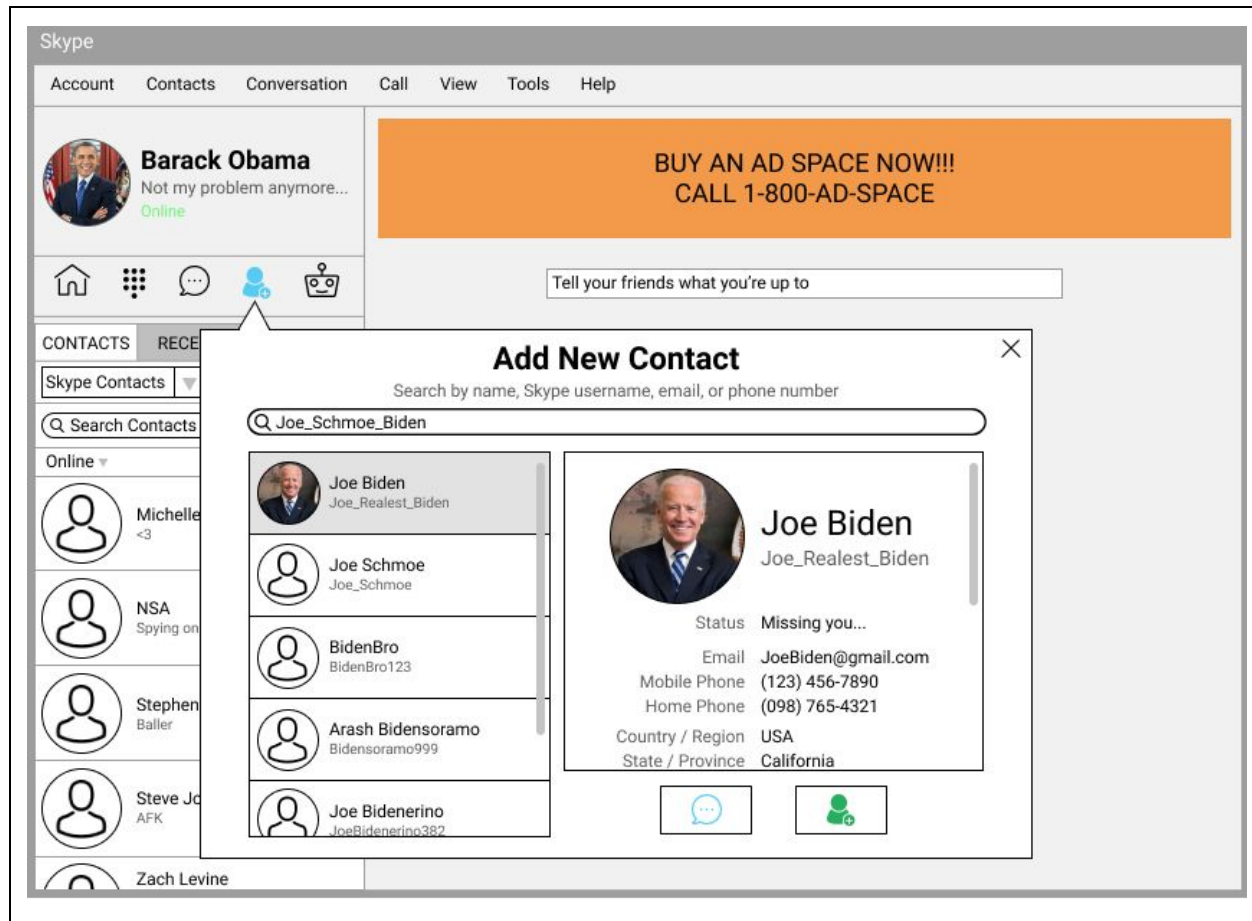 Skype
Account Contacts Conversation Call View Tools Help
Barack Obama
Not my problem anymore...
Online
BUY AN AD SPACE NOW!!!
CALL 1-800-AD-SPACE
Tell your friends what you're up to
CONTACTS RECE
Skype Contacts
Search Contacts
Online
Michelle
<3
NSA
Spying on
Stephen
Baller
Steve Jo
AFK
Zach Levine
Add New Contact
Search by name, Skype username, email, or phone number
Joe_Schmoe_Biden
Joe Biden
Joe_Realest_Biden
Joe Schmoe
Joe_Schmoe
BidenBro
BidenBro123
Arash Bidensoramo
Bidensoramo999
Joe Bidenerino
JoeBidenerino382
Joe Biden
Joe_Realest_Biden
Status Missing you...
Email JoeBiden@gmail.com
Mobile Phone (123) 456-7890
Home Phone (098) 765-4321
Country / Region USA
State / Province California